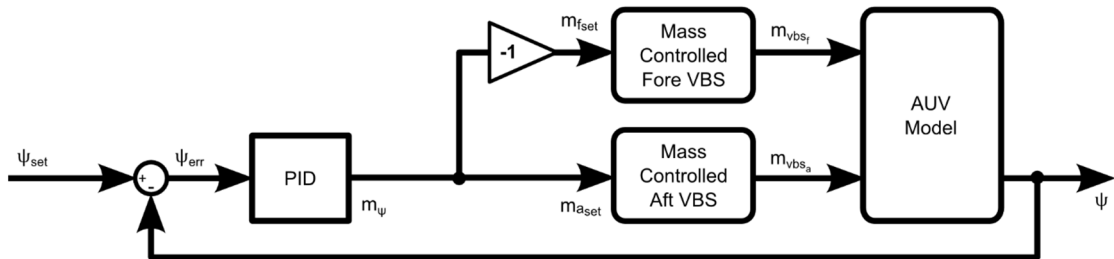 -1
m_fset
Mass
Controlled
Fore VBS
m_vbs_f
AUV
Model
ψ_set
+
-
ψ_err
PID
m_ψ
m_aset
Mass
Controlled
Aft VBS
m_vbs_a
ψ